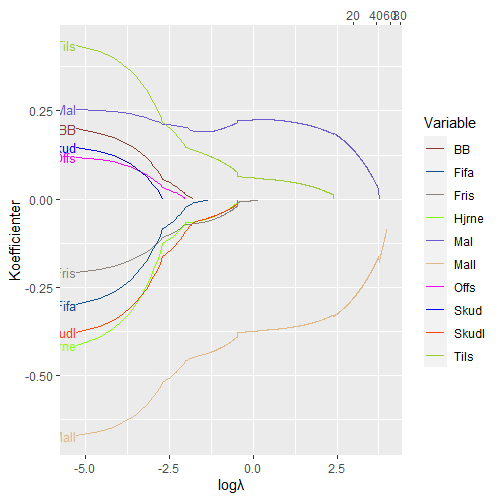 20 40 60 80
Tils
Mal
BB
Skud
Offs
Fris
Fifa
Skudl
Hjrne
Mall
0.25
0.00
-0.25
-0.50
Koefficienter
-5.0 -2.5 0.0 2.5
logλ
Variable
BB
Fifa
Fris
Hjrne
Mal
Mall
Offs
Skud
Skudl
Tils